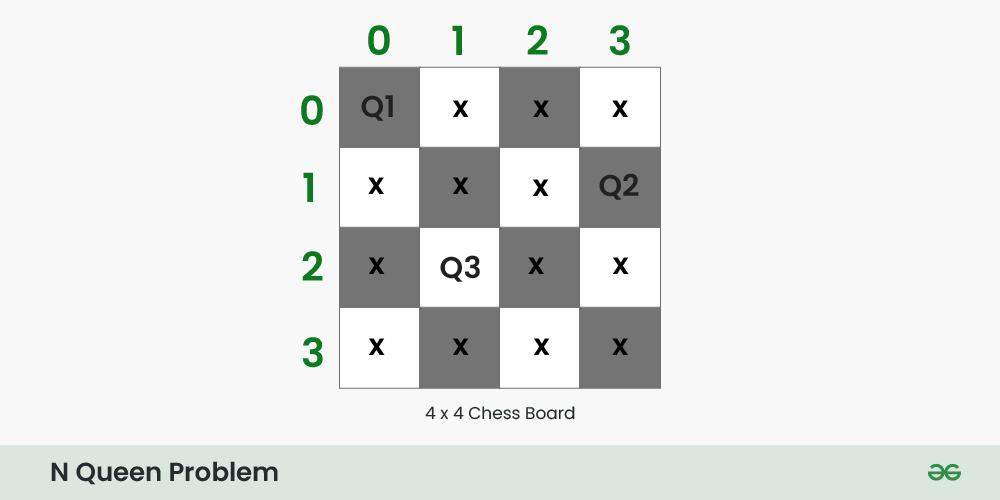 0 1 2 3
0 Q1 x x x
1 x x x Q2
2 x Q3 x x
3 x x x x
4 x 4 Chess Board
N Queen Problem